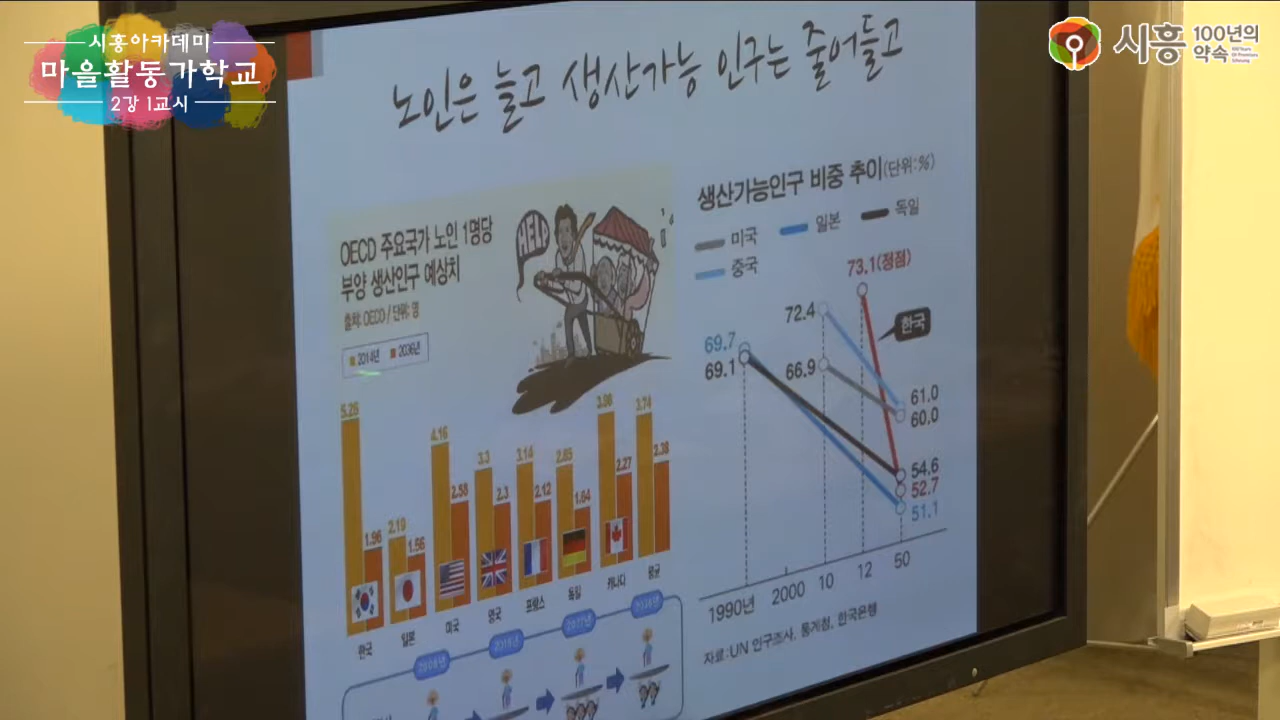 시흥아카데미
마을활동가학교
2강 1교시
시흥 100년의 약속
노인은 늘고 생산가능 인구는 줄어들고
OECD 주요국가 노인 1명당
부양 생산인구 예상치
출처: OECD / 단위: 명
2014년 2036년
HELP
5.26 1.96 2.19 1.56 4.16 2.58 3.3 2.3 3.14 2.12 2.85 1.64 3.98 2.27 3.74 2.38
한국 일본 미국 영국 프랑스 독일 캐나다 평균
생산가능인구 비중 추이(단위:%)
미국 일본 독일
중국
73.1(정점)
한국
72.4
69.7
69.1
66.9
61.0
60.0
54.6
52.7
51.1
1990년 2000 10 12 50
자료:UN 인구조사, 통계청, 한국은행